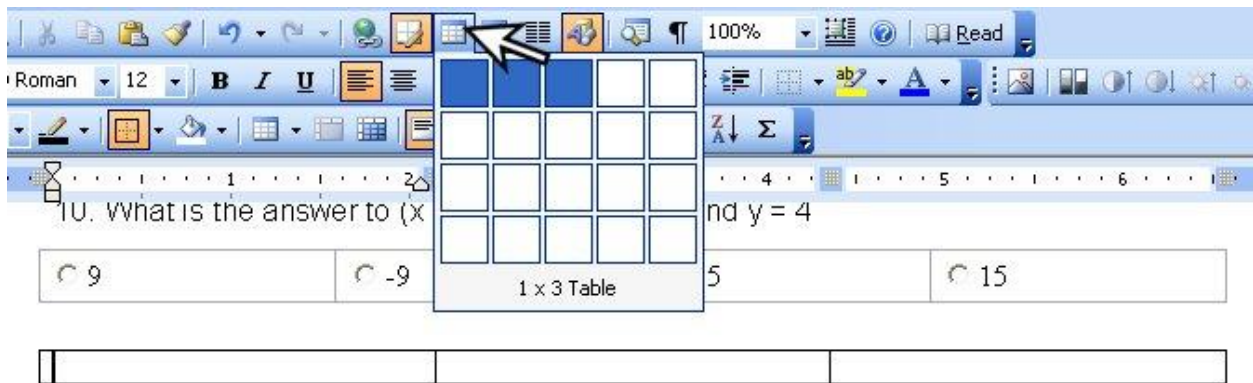 100% Read
Roman 12 B I U
1 2 4 5 6
10. What is the answer to (x nd y = 4
9 -9 5 15
1 x 3 Table